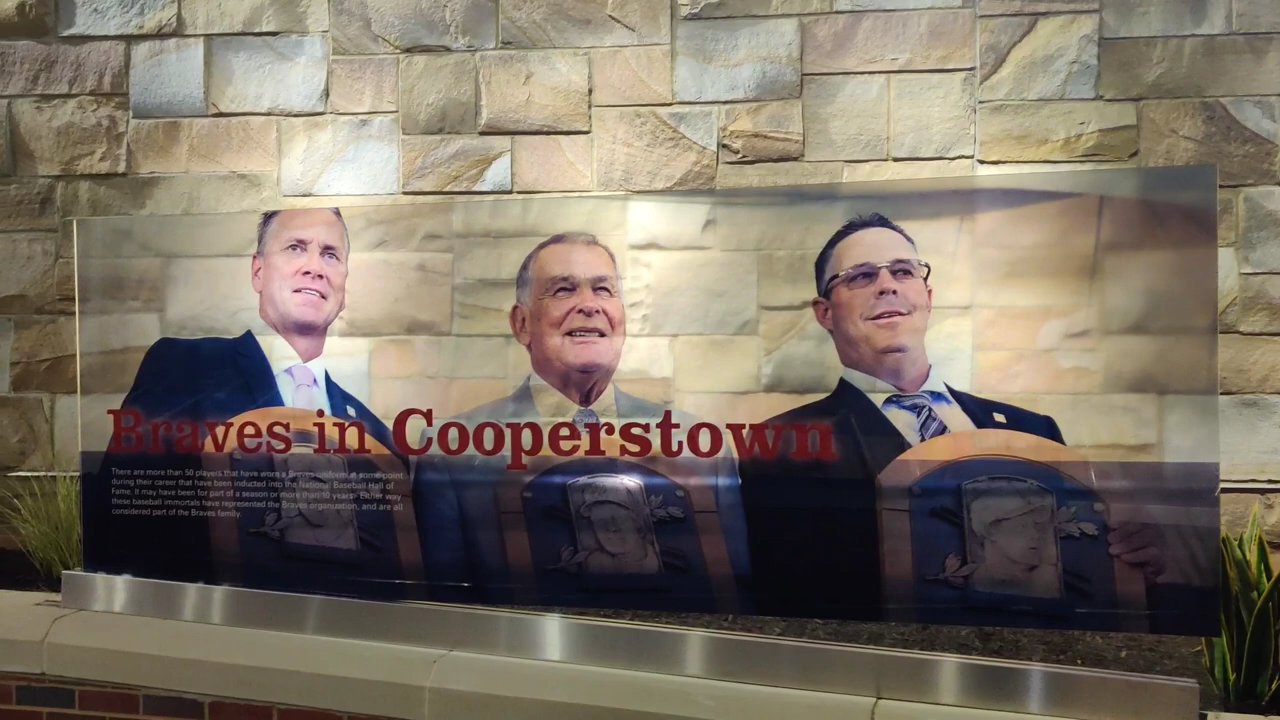 Braves in Cooperstown
There are more than 50 players that have worn a Braves uniform at some point
during their career that have been inducted into the National Baseball Hall of
Fame. It may have been for part of a season or more than 10 years. Either way
these baseball immortals have represented the Braves organization, and are all
considered part of the Braves family.